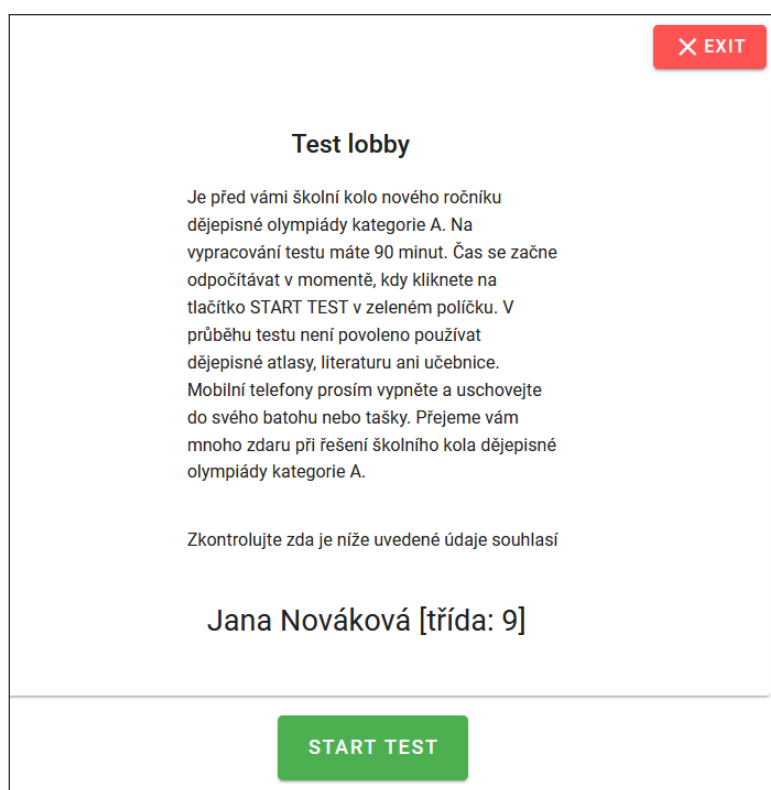 EXIT
Test lobby
Je před vámi školní kolo nového ročníku
dějepisné olympiády kategorie A. Na
vypracování testu máte 90 minut. Čas se začne
odpočítávat v momentě, kdy kliknete na
tlačítko START TEST v zeleném políčku. V
průběhu testu není povoleno používat
dějepisné atlasy, literaturu ani učebnice.
Mobilní telefony prosím vypněte a uschovejte
do svého batohu nebo tašky. Přejeme vám
mnoho zdaru při řešení školního kola dějepisné
olympiády kategorie A.
Zkontrolujte zda je níže uvedené údaje souhlasí
Jana Nováková [třída: 9]
START TEST